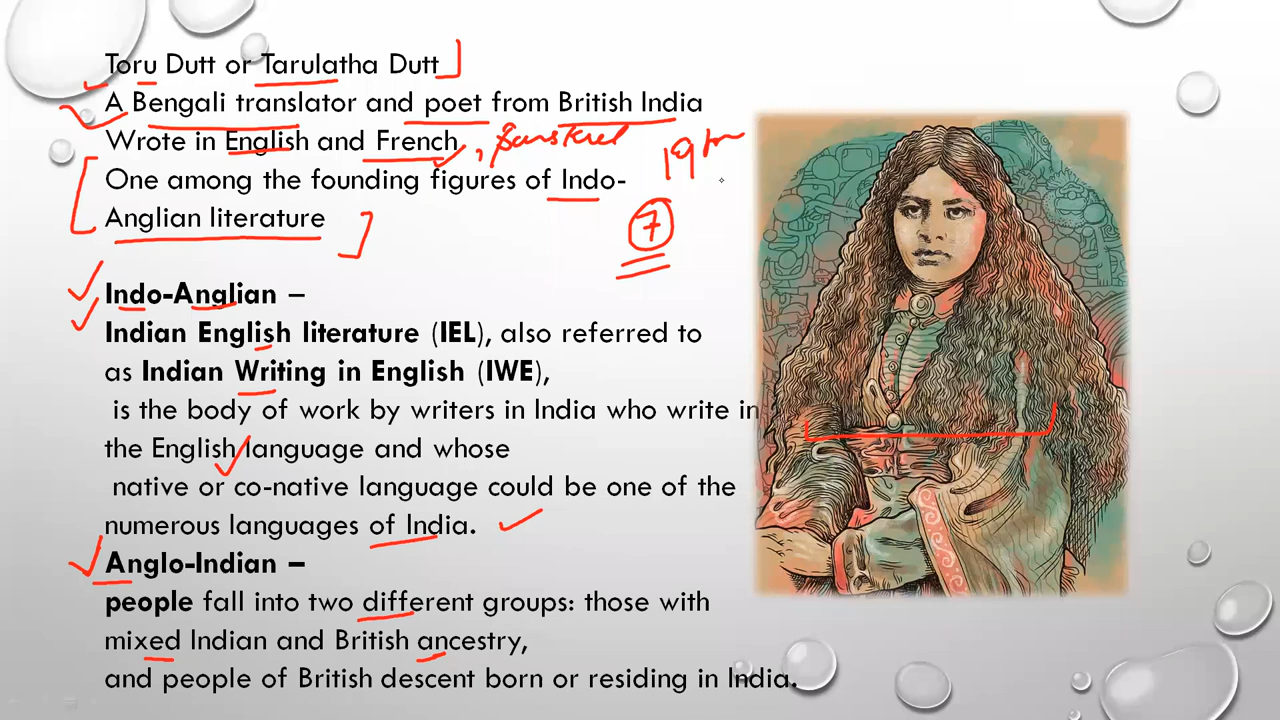 Toru Dutt or Tarulatha Dutt
A Bengali translator and poet from British India
Wrote in English and French , Sanskrit
19th
One among the founding figures of Indo-
Anglian literature
7
Indo-Anglian –
Indian English literature (IEL), also referred to
as Indian Writing in English (IWE),
is the body of work by writers in India who write in
the English language and whose
native or co-native language could be one of the
numerous languages of India.
Anglo-Indian –
people fall into two different groups: those with
mixed Indian and British ancestry,
and people of British descent born or residing in India.